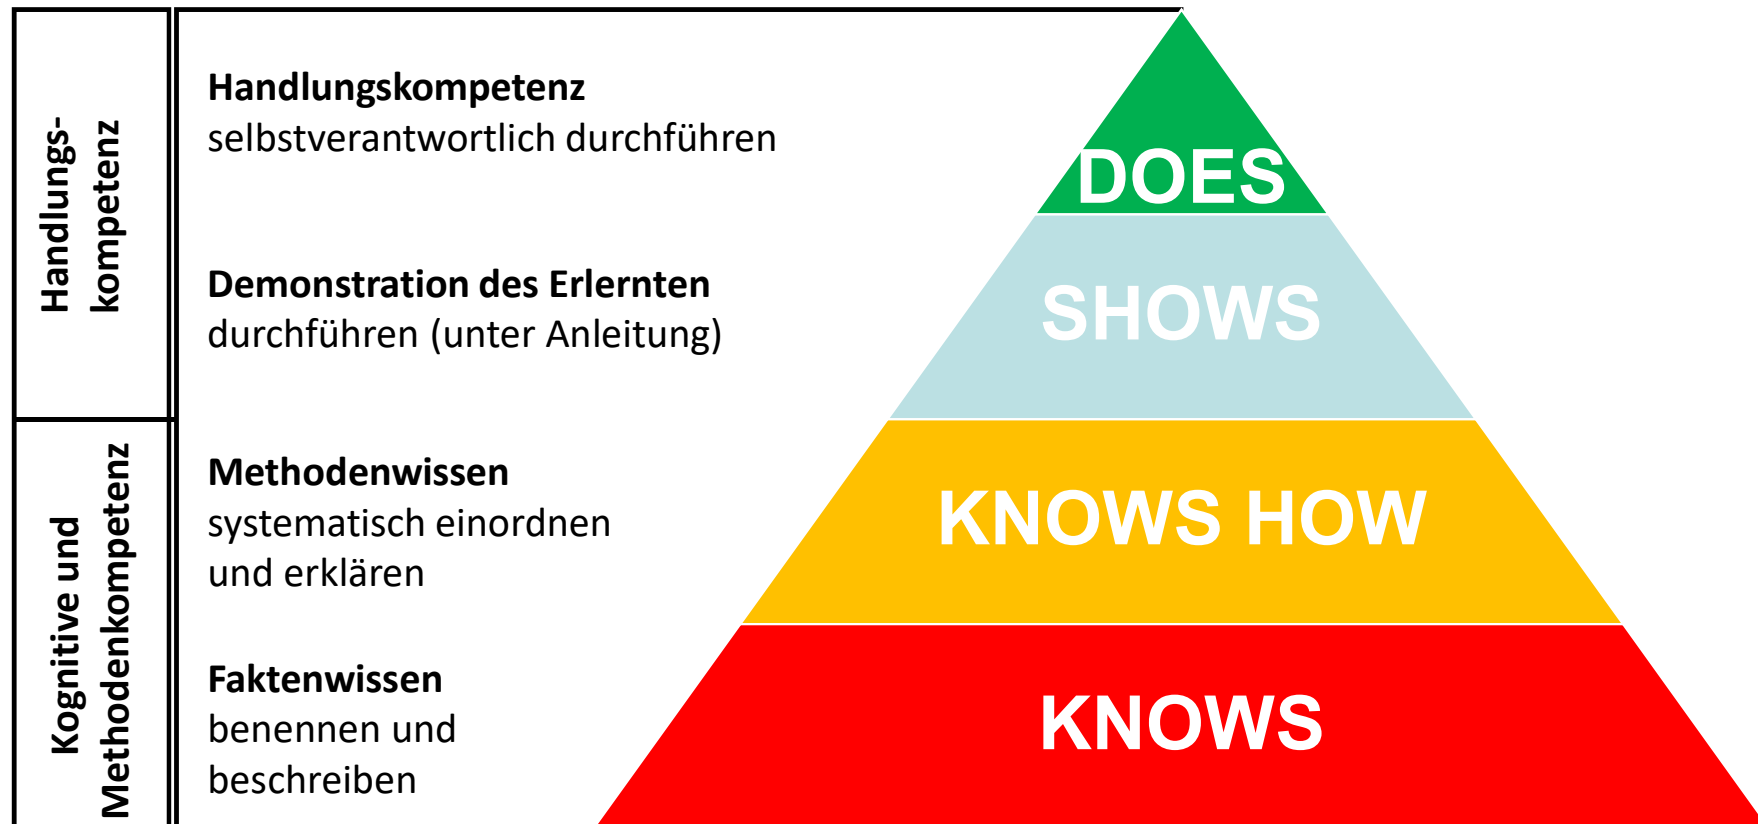 Handlungs-
kompetenz
Handlungskompetenz
selbstverantwortlich durchführen
DOES
Demonstration des Erlernten
durchführen (unter Anleitung)
SHOWS
Kognitive und
Methodenkompetenz
Methodenwissen
systematisch einordnen
und erklären
KNOWS HOW
Faktenwissen
benennen und
beschreiben
KNOWS